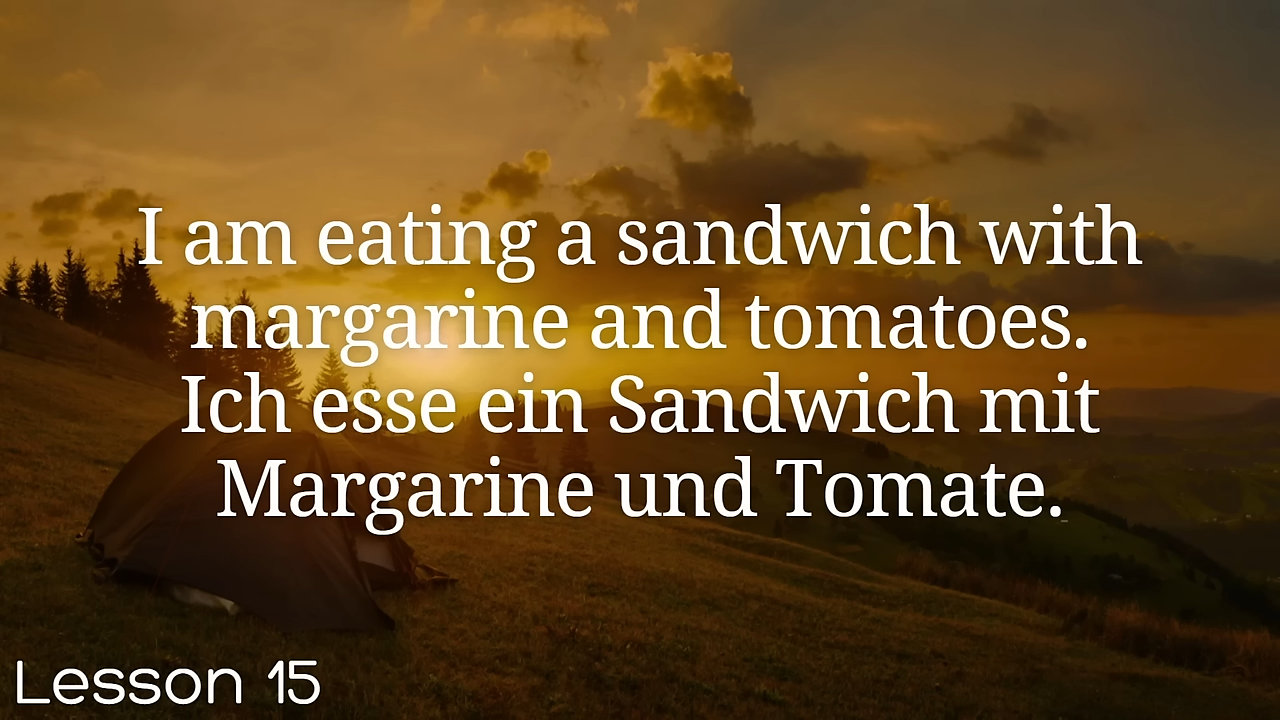 I am eating a sandwich with
margarine and tomatoes.
Ich esse ein Sandwich mit
Margarine und Tomate.
Lesson 15